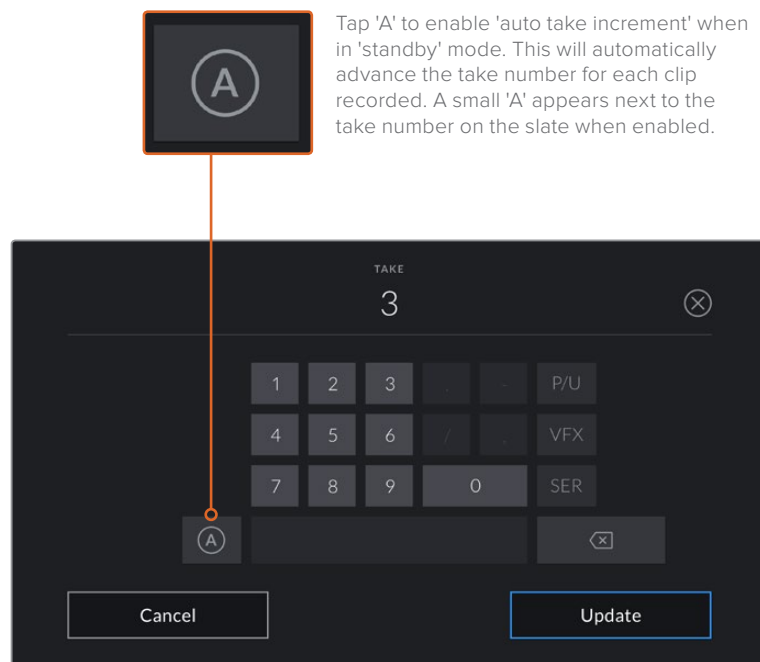 A
Tap 'A' to enable 'auto take increment' when
in 'standby' mode. This will automatically
advance the take number for each clip
recorded. A small 'A' appears next to the
take number on the slate when enabled.
TAKE
3
1 2 3 . - P/U
4 5 6 / , VFX
7 8 9 0 SER
A
Cancel Update